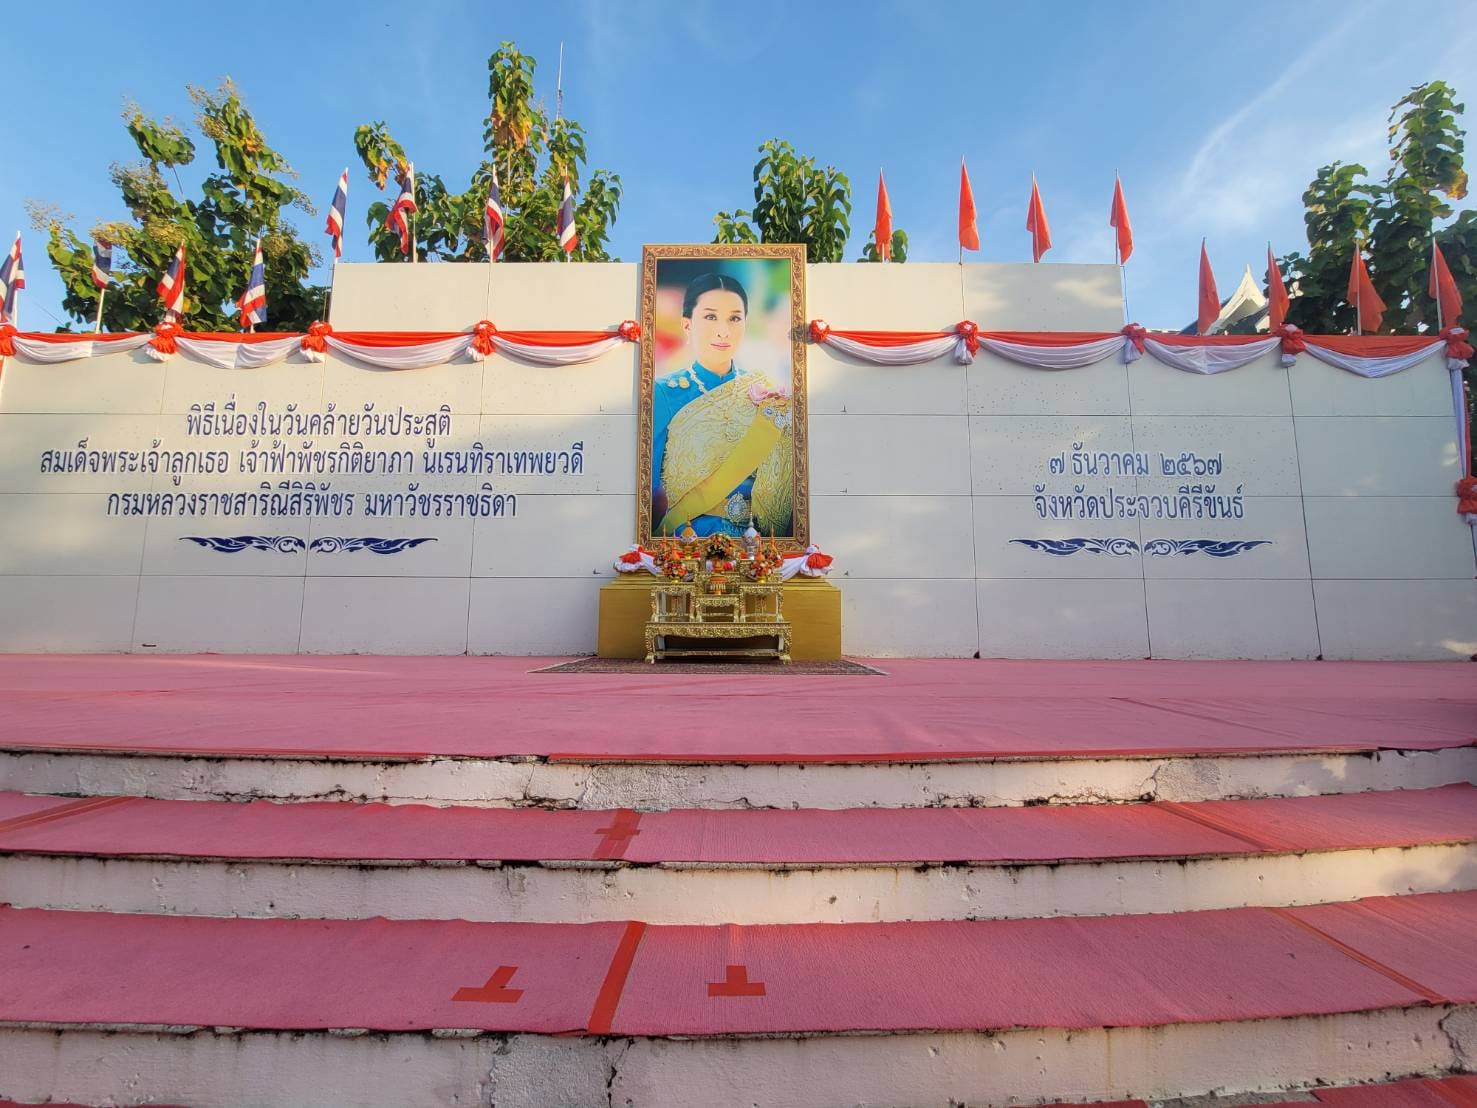 พิธีเนื่องในวันคล้ายวันประสูติ
สมเด็จพระเจ้าลูกเธอ เจ้าฟ้าพัชรกิติยาภา นเรนทิราเทพยวดี
กรมหลวงราชสาริณีสิริพัชร มหาวัชรราชธิดา
๗ ธันวาคม ๒๕๖๗
จังหวัดประจวบคีรีขันธ์